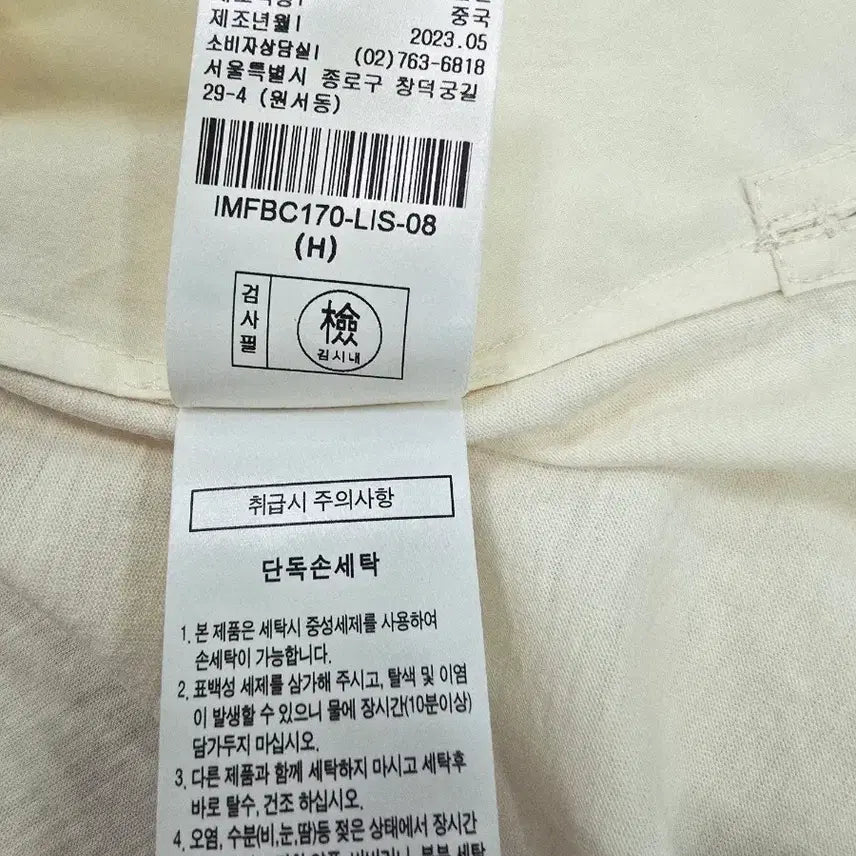 중국
제조년월 | 2023.05
소비자상담실 | (02)763-6818
서울특별시 종로구 창덕궁길
29-4 (원서동)
IMFBC170-LIS-08
(H)
검사필
檢
김시내
취급시 주의사항
단독손세탁
1. 본 제품은 세탁시 중성세제를 사용하여
손세탁이 가능합니다.
2. 표백성 세제를 삼가해 주시고, 탈색 및 이염
이 발생할 수 있으니 물에 장시간(10분이상)
담가두지 마십시오.
3. 다른 제품과 함께 세탁하지 마시고 세탁후
바로 탈수, 건조 하십시오.
4. 오염, 수분(비,눈,땀)등 젖은 상태에서 장시간